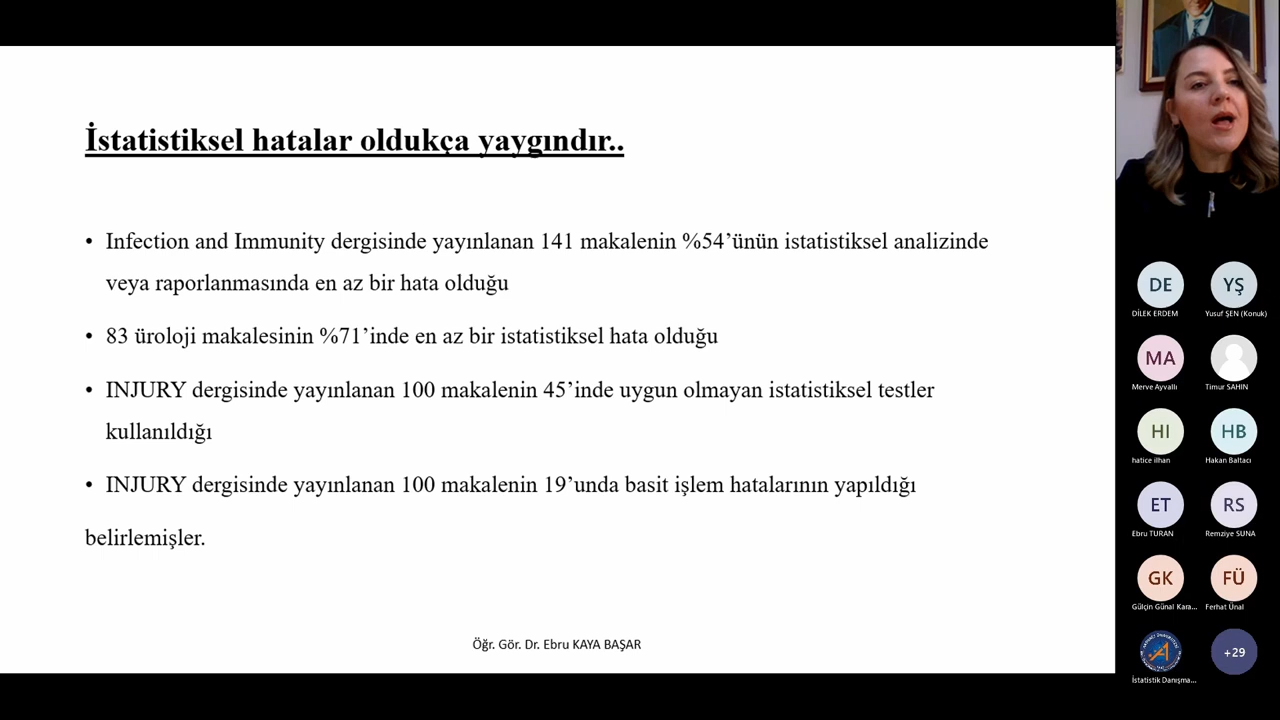 İstatistiksel hatalar oldukça yaygındır..
• Infection and Immunity dergisinde yayınlanan 141 makalenin %54’ünün istatistiksel analizinde
veya raporlanmasında en az bir hata olduğu
• 83 üroloji makalesinin %71’inde en az bir istatistiksel hata olduğu
• INJURY dergisinde yayınlanan 100 makalenin 45’inde uygun olmayan istatistiksel testler
kullanıldığı
• INJURY dergisinde yayınlanan 100 makalenin 19’unda basit işlem hatalarının yapıldığı
belirlemişler.
Öğr. Gör. Dr. Ebru KAYA BAŞAR
DE YŞ
DİLEK ERDEM Yusuf ŞEN (Konuk)
MA
Merve Ayvallı Timur SAHIN
HI HB
hatice ilhan Hakan Baltacı
ET RS
Ebru TURAN Remziye SUNA
GK FÜ
Gülçin Günal Kara... Ferhat Ünal
+29
İstatistik Danışma...